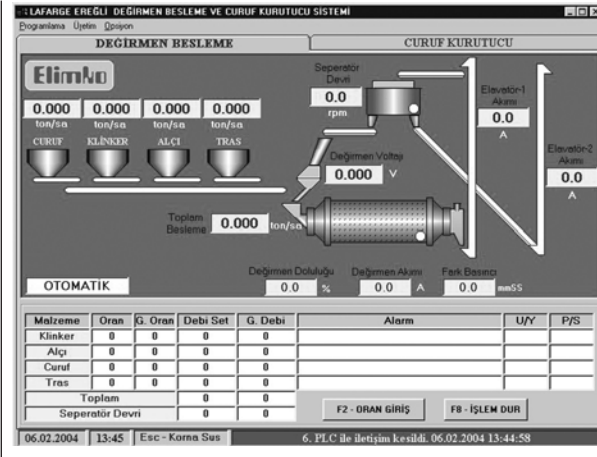 LAFARGE EREĞLİ DEĞİRMEN BESLEME VE CURUF KURUTUCU SİSTEMİ
Programlama Üretim Opsiyon
DEĞİRMEN BESLEME
CURUF KURUTUCU
Elimko
Seperatör
Devri
0.0
rpm
Elevatör-1
Akımı
0.0
A
Elevatör-2
Akımı
0.0
A
0.000 0.000 0.000 0.000
ton/sa ton/sa ton/sa ton/sa
CURUF KLİNKER ALÇI TRAS
Değirmen Voltajı
0.000 V
Toplam
Besleme 0.000 ton/sa
Değirmen Doluluğu Değirmen Akımı Fark Basıncı
OTOMATİK
0.0 % 0.0 A 0.0 mmSS
Malzeme Oran G. Oran Debi Set G. Debi Alarm U/Y P/S
Klinker 0 0 0 0
Alçı 0 0 0 0
Curuf 0 0 0 0
Tras 0 0 0 0
Toplam 0 0
Seperatör Devri 0 0
F2 - ORAN GİRİŞ F8 - İŞLEM DUR
06.02.2004 13:45 Esc - Korna Sus 6. PLC ile iletişim kesildi. 06.02.2004 13:44:58